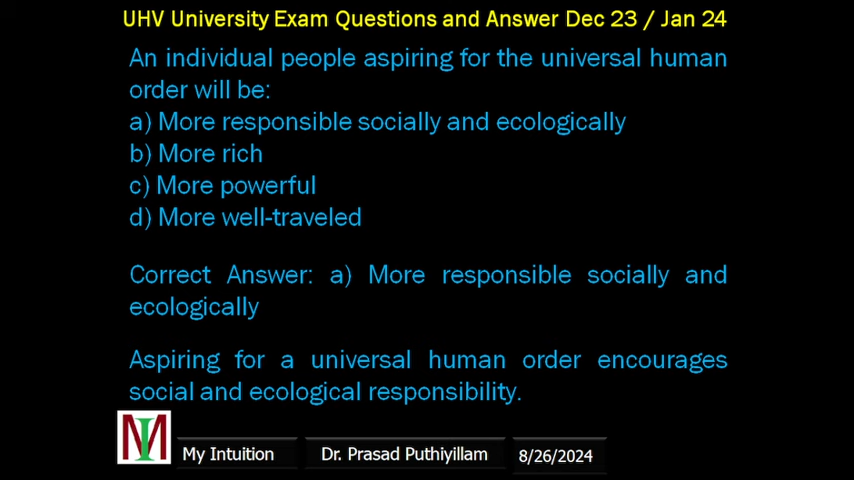 UHV University Exam Questions and Answer Dec 23 / Jan 24
An individual people aspiring for the universal human
order will be:
a) More responsible socially and ecologically
b) More rich
c) More powerful
d) More well-traveled
Correct Answer: a) More responsible socially and
ecologically
Aspiring for a universal human order encourages
social and ecological responsibility.
MI
My Intuition
Dr. Prasad Puthiyillam
8/26/2024